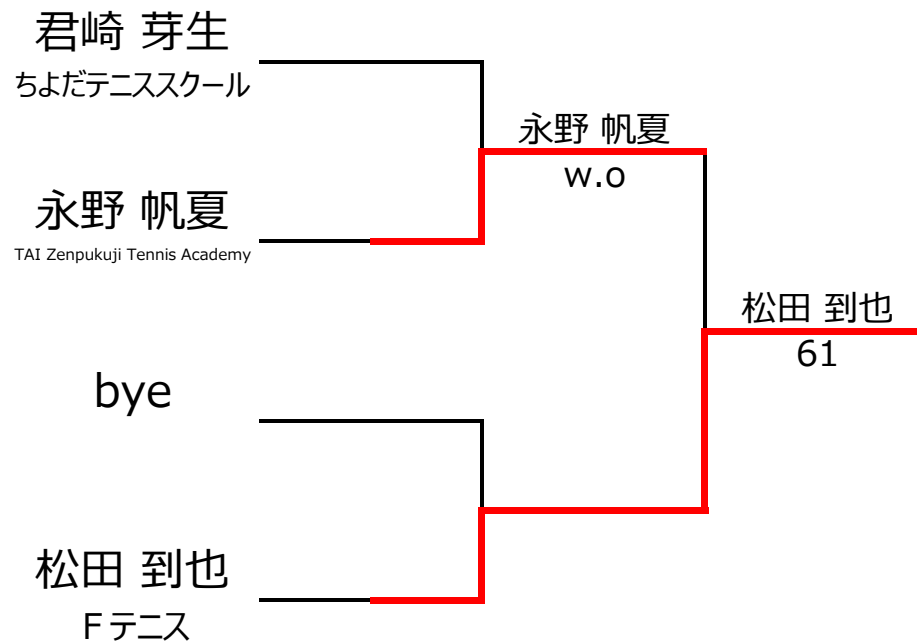 君崎 芽生
ちよだテニススクール
永野 帆夏
w.o
永野 帆夏
TAI Zenpukuji Tennis Academy
松田 到也
61
bye
松田 到也
Ｆテニス